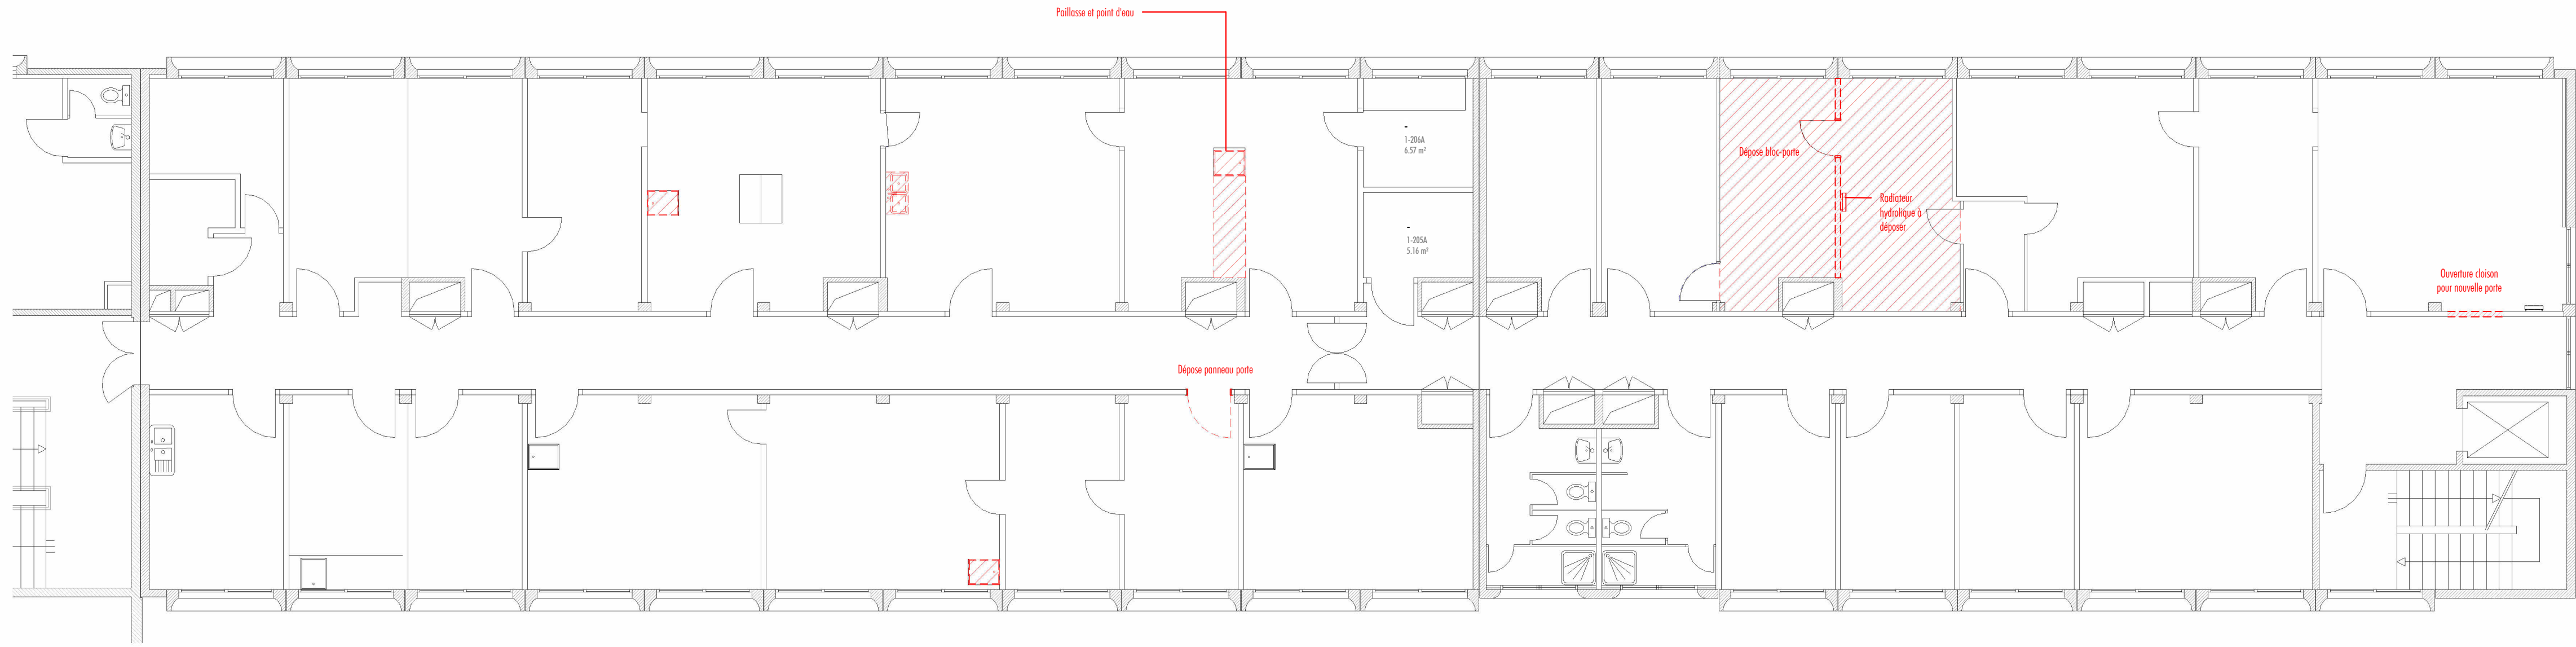 Paillasse et point d'eau
-
1-206A
6.57 m²
Dépose bloc-porte
Radiateur
hydrolique à
déposer
-
1-205A
5.16 m²
Ouverture cloison
pour nouvelle porte
Dépose panneau porte